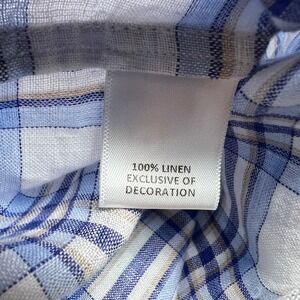 100% LINEN
EXCLUSIVE OF
DECORATION